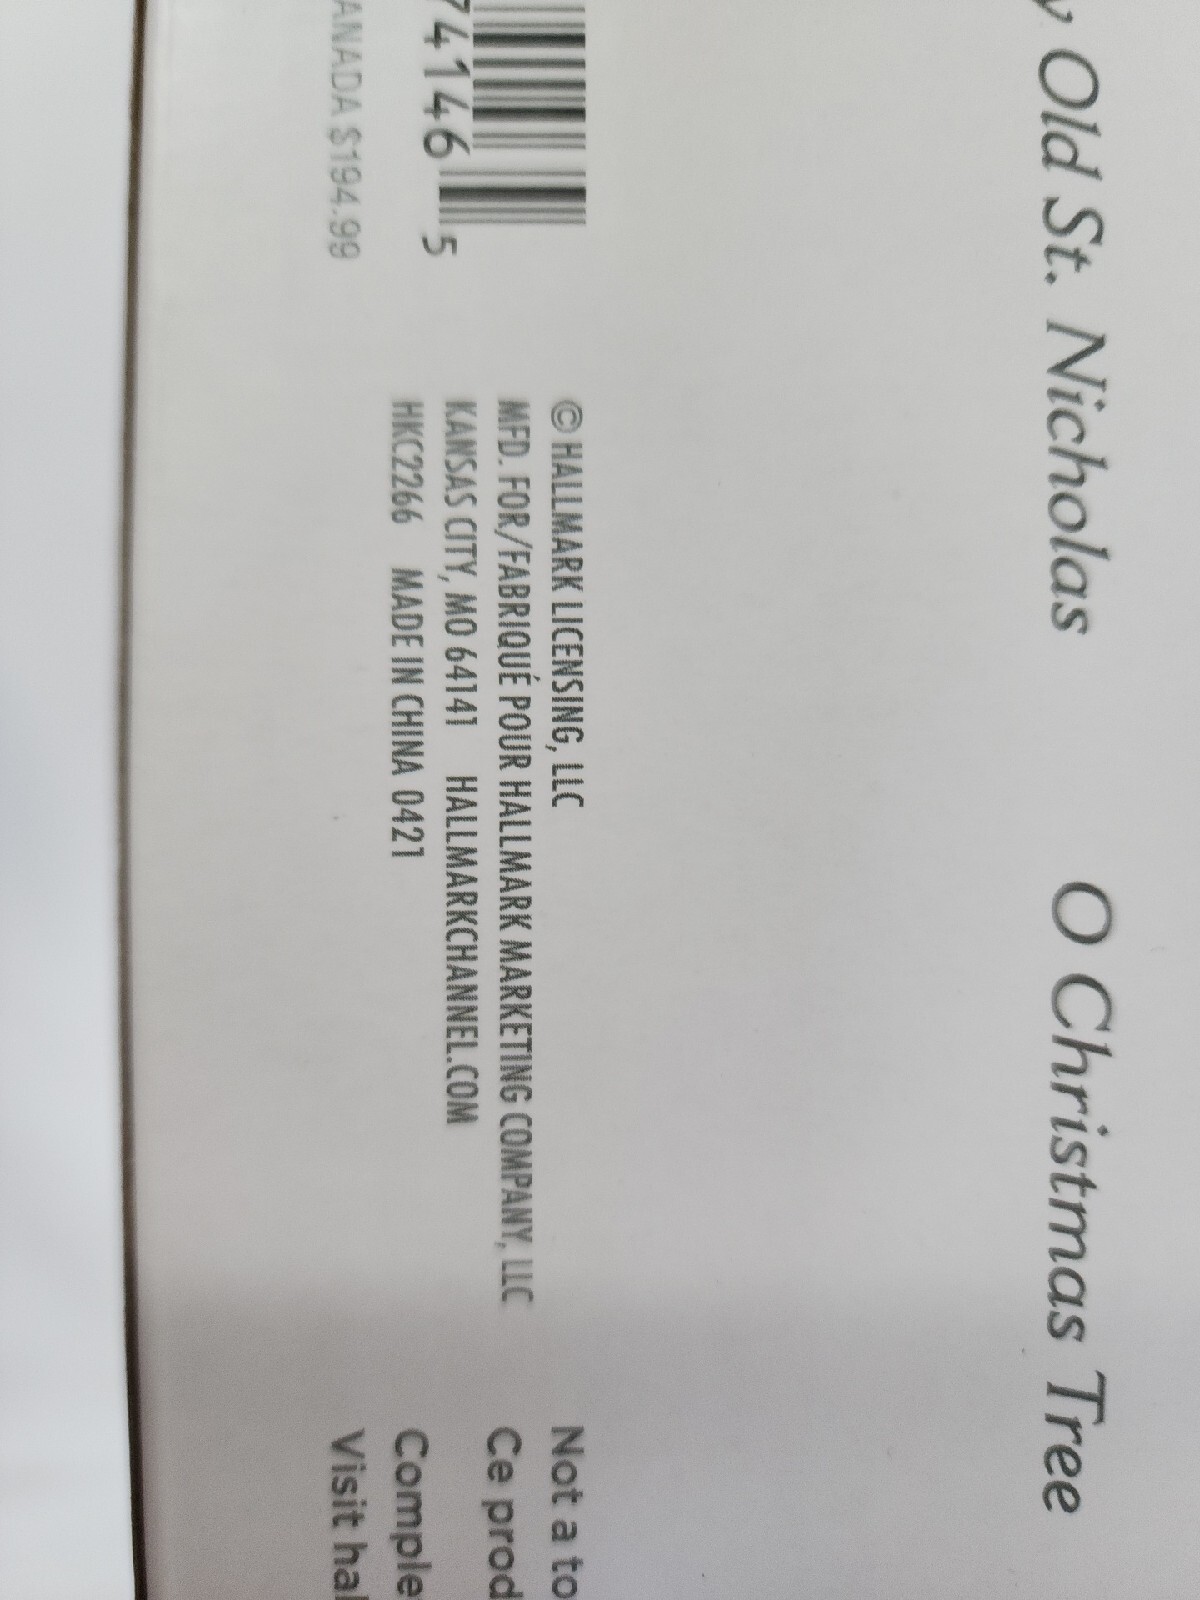 y Old St. Nicholas
O Christmas Tree
74146 5
ANADA $194.99
© HALLMARK LICENSING, LLC
MFD. FOR/FABRIQUÉ POUR HALLMARK MARKETING COMPANY, LLC
KANSAS CITY, MO 64141 HALLMARKCHANNEL.COM
HKC2266 MADE IN CHINA 0421
Not a to
Ce prod
Comple
Visit hal